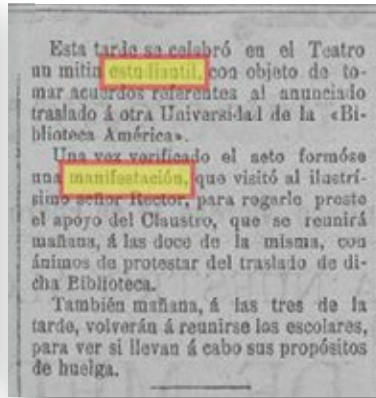 Esta tarde se celebró en el Teatro
un mitin estudiantil, con objeto de to-
mar acuerdos referentes al anunciado
traslado á otra Universidad de la «Bi-
blioteca América».
Una vez verificado el acto formóse
una manifestación, que visitó al ilustrí-
simo señor Rector, para rogarle preste
el apoyo del Claustro, que se reunirá
mañana, á las doce de la misma, con
ánimos de protestar del traslado de di-
cha Biblioteca.
También mañana, á las tres de la
tarde, volverán á reunirse los escolares,
para ver si llevan á cabo sus propósitos
de huelga.